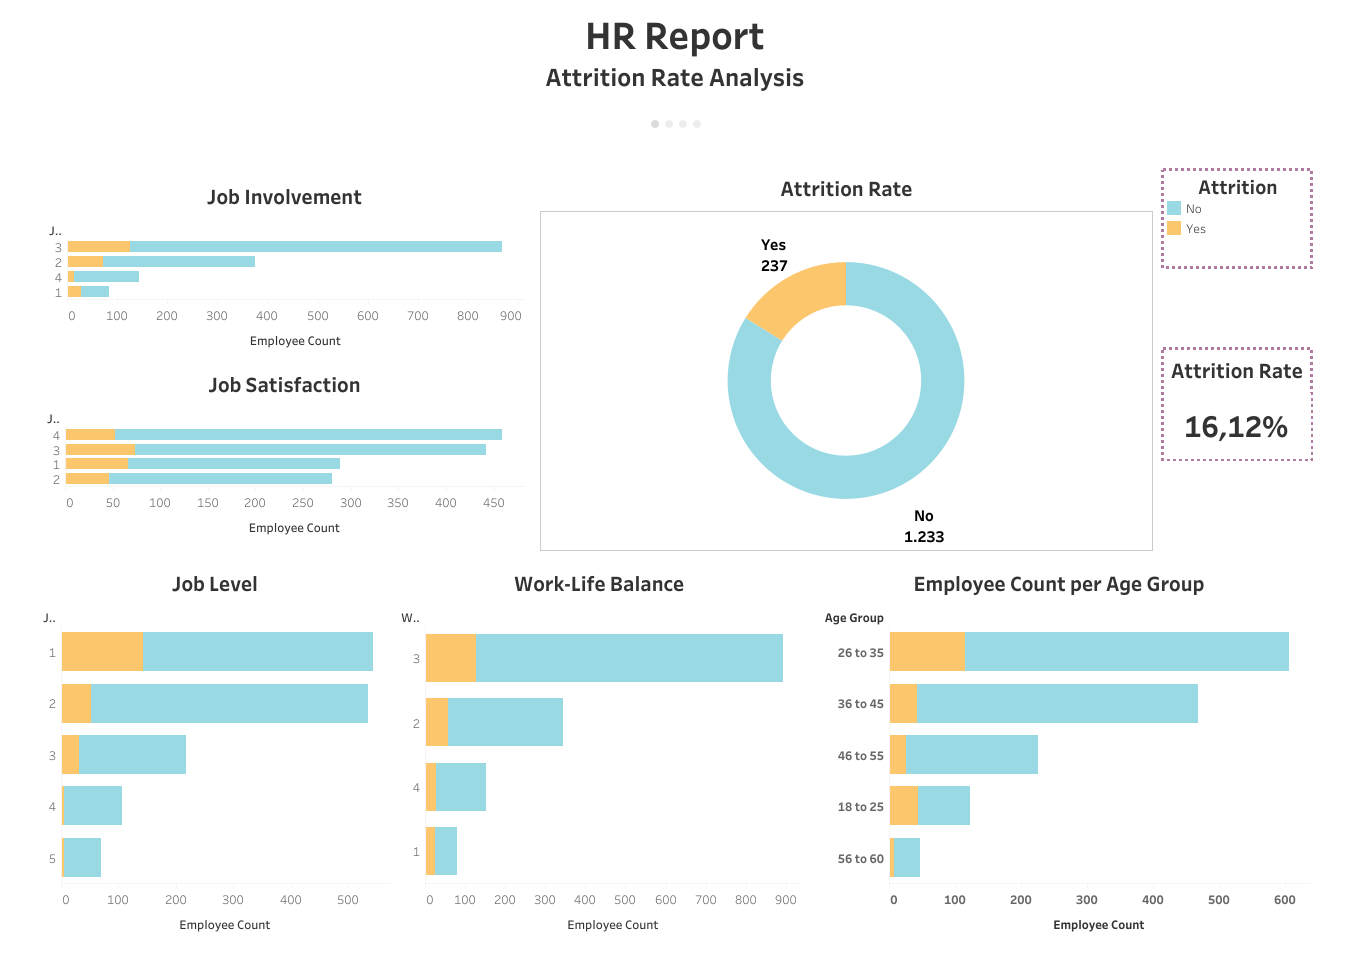 HR Report
Attrition Rate Analysis
Job Involvement
J..
3
2
4
1
0 100 200 300 400 500 600 700 800 900
Employee Count
Job Satisfaction
J..
4
3
1
2
0 50 100 150 200 250 300 350 400 450
Employee Count
Attrition Rate
Yes
237
No
1.233
Attrition
No
Yes
Attrition Rate
16,12%
Job Level
J..
1
2
3
4
5
0 100 200 300 400 500
Employee Count
Work-Life Balance
W..
3
2
4
1
0 100 200 300 400 500 600 700 800 900
Employee Count
Employee Count per Age Group
Age Group
26 to 35
36 to 45
46 to 55
18 to 25
56 to 60
0 100 200 300 400 500 600
Employee Count